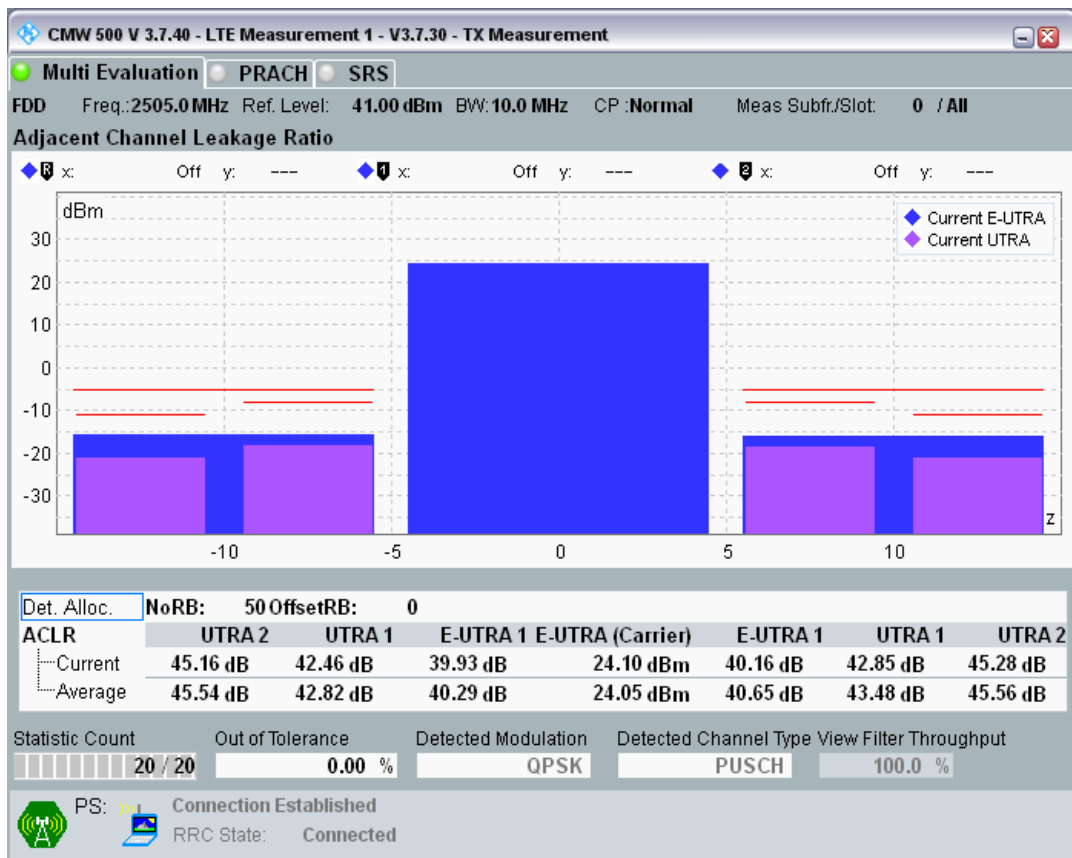 CMW 500 V 3.7.40 - LTE Measurement 1 - V3.7.30 - TX Measurement
Multi Evaluation PRACH SRS
FDD Freq.:2505.0 MHz Ref. Level: 41.00 dBm BW:10.0 MHz CP :Normal Meas Subfr./Slot: 0 / All
Adjacent Channel Leakage Ratio
R x: Off y: --- 1 x: Off y: --- 2 x: Off y: ---
dBm
Current E-UTRA
Current UTRA
30
20
10
0
-10
-20
-30
z
-10 -5 0 5 10
Det. Alloc. NoRB: 50 OffsetRB: 0
ACLR UTRA 2 UTRA 1 E-UTRA 1 E-UTRA (Carrier) E-UTRA 1 UTRA 1 UTRA 2
Current 45.16 dB 42.46 dB 39.93 dB 24.10 dBm 40.16 dB 42.85 dB 45.28 dB
Average 45.54 dB 42.82 dB 40.29 dB 24.05 dBm 40.65 dB 43.48 dB 45.56 dB
Statistic Count Out of Tolerance Detected Modulation Detected Channel Type View Filter Throughput
20 / 20 0.00 % QPSK PUSCH 100.0 %
PS: Connection Established
RRC State: Connected